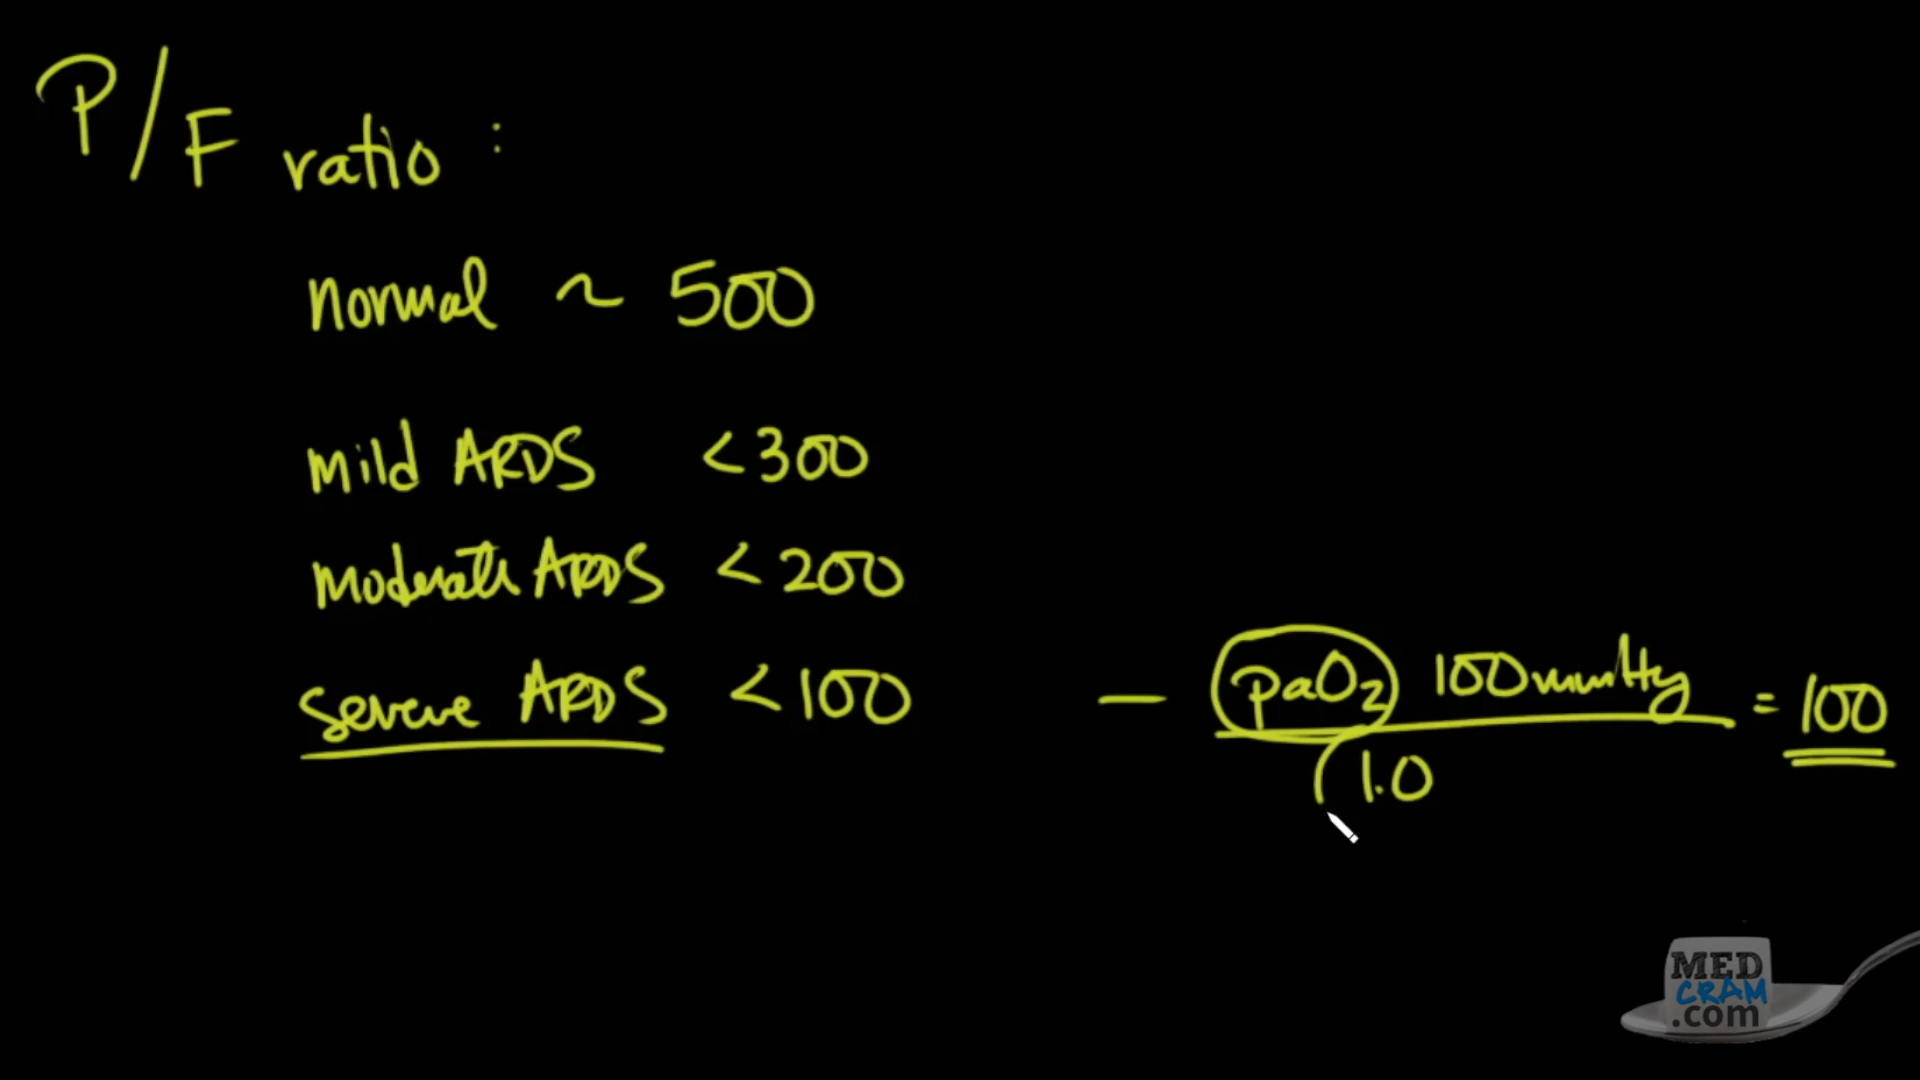 P/F ratio :
normal ~ 500
mild ARDS <300
moderate ARDS <200
severe ARDS <100 - paO2 100mmHg = 100
1.0
MED
CRAM
.com